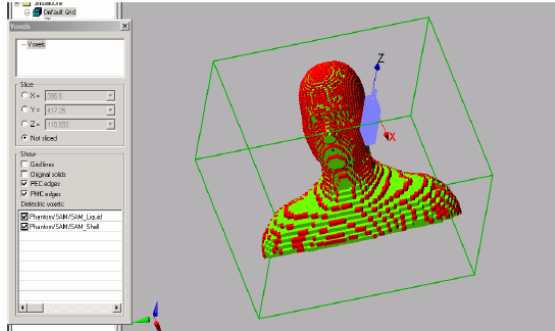 Default Grid
Voxels
Voxels
Slice
X =
Y =
Z =
Not sliced
Show
Gridlines
Original solids
PEC edges
PMC edges
Dielectric voxels:
Phantom/SAM/SAM_Liquid
Phantom/SAM/SAM_Shell
Z
X